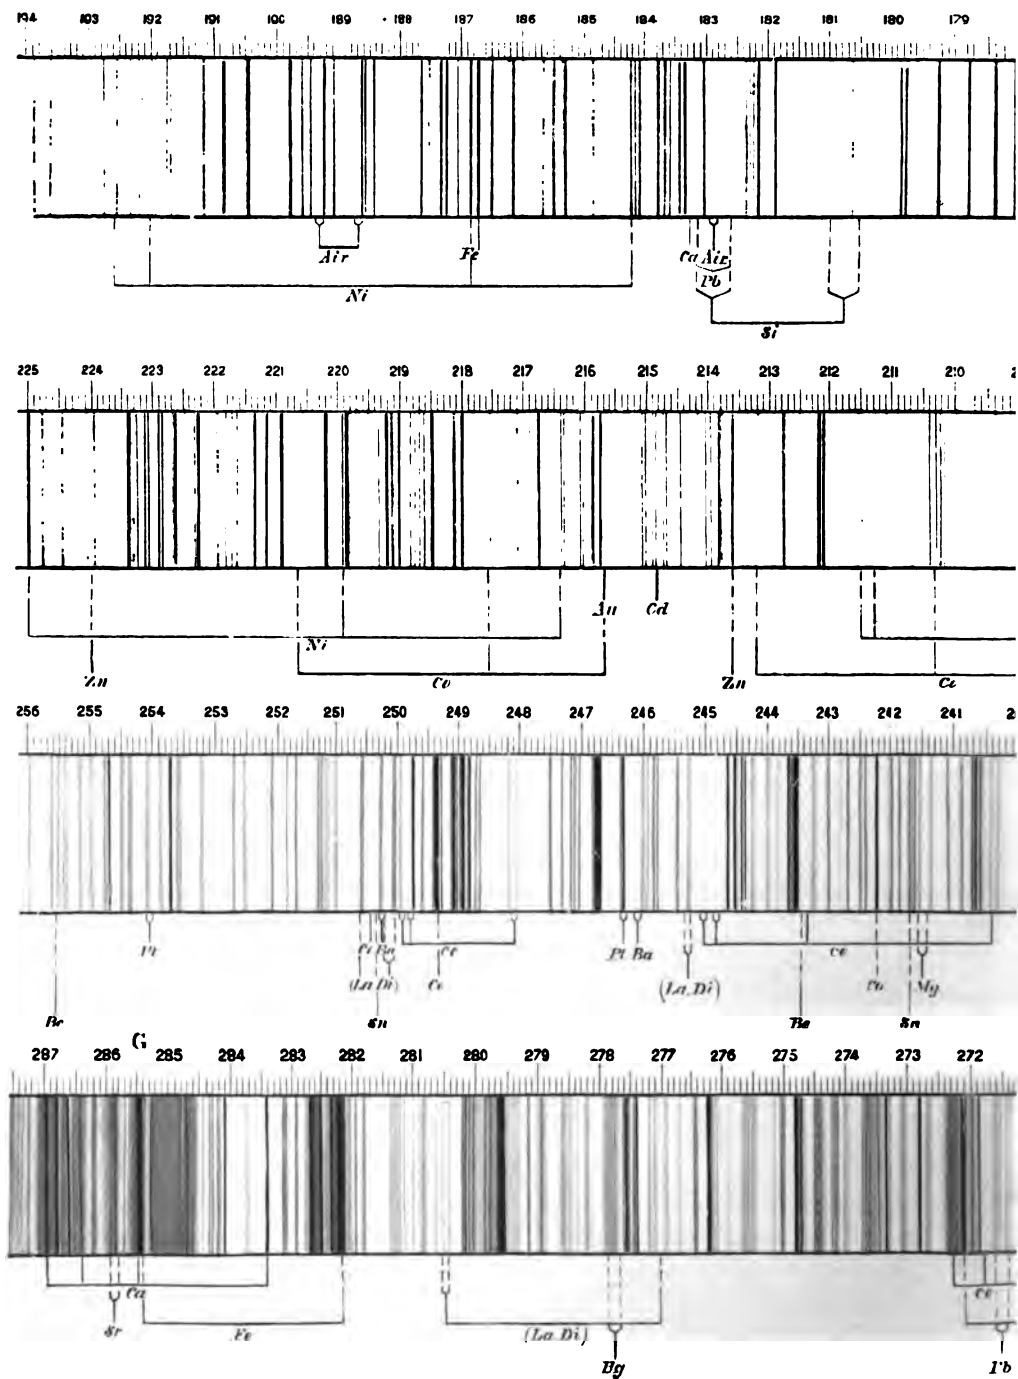 194 193 192 191 190 189 188 187 186 185 184 183 182 181 180 179
Air Fe Ca Air
Ni Pb
Si
225 224 223 222 221 220 219 218 217 216 215 214 213 212 211 210
Au Cd
Ni
Zn Co Zn
256 255 254 253 252 251 250 249 248 247 246 245 244 243 242 241
Pt Ba Ce Pt Ba Ce
(La Di) Ce (La, Di) Co Mg
Sn Sn
G
287 286 285 284 283 282 281 280 279 278 277 276 275 274 273 272
Ca Ce
Sr Fe (La Di)